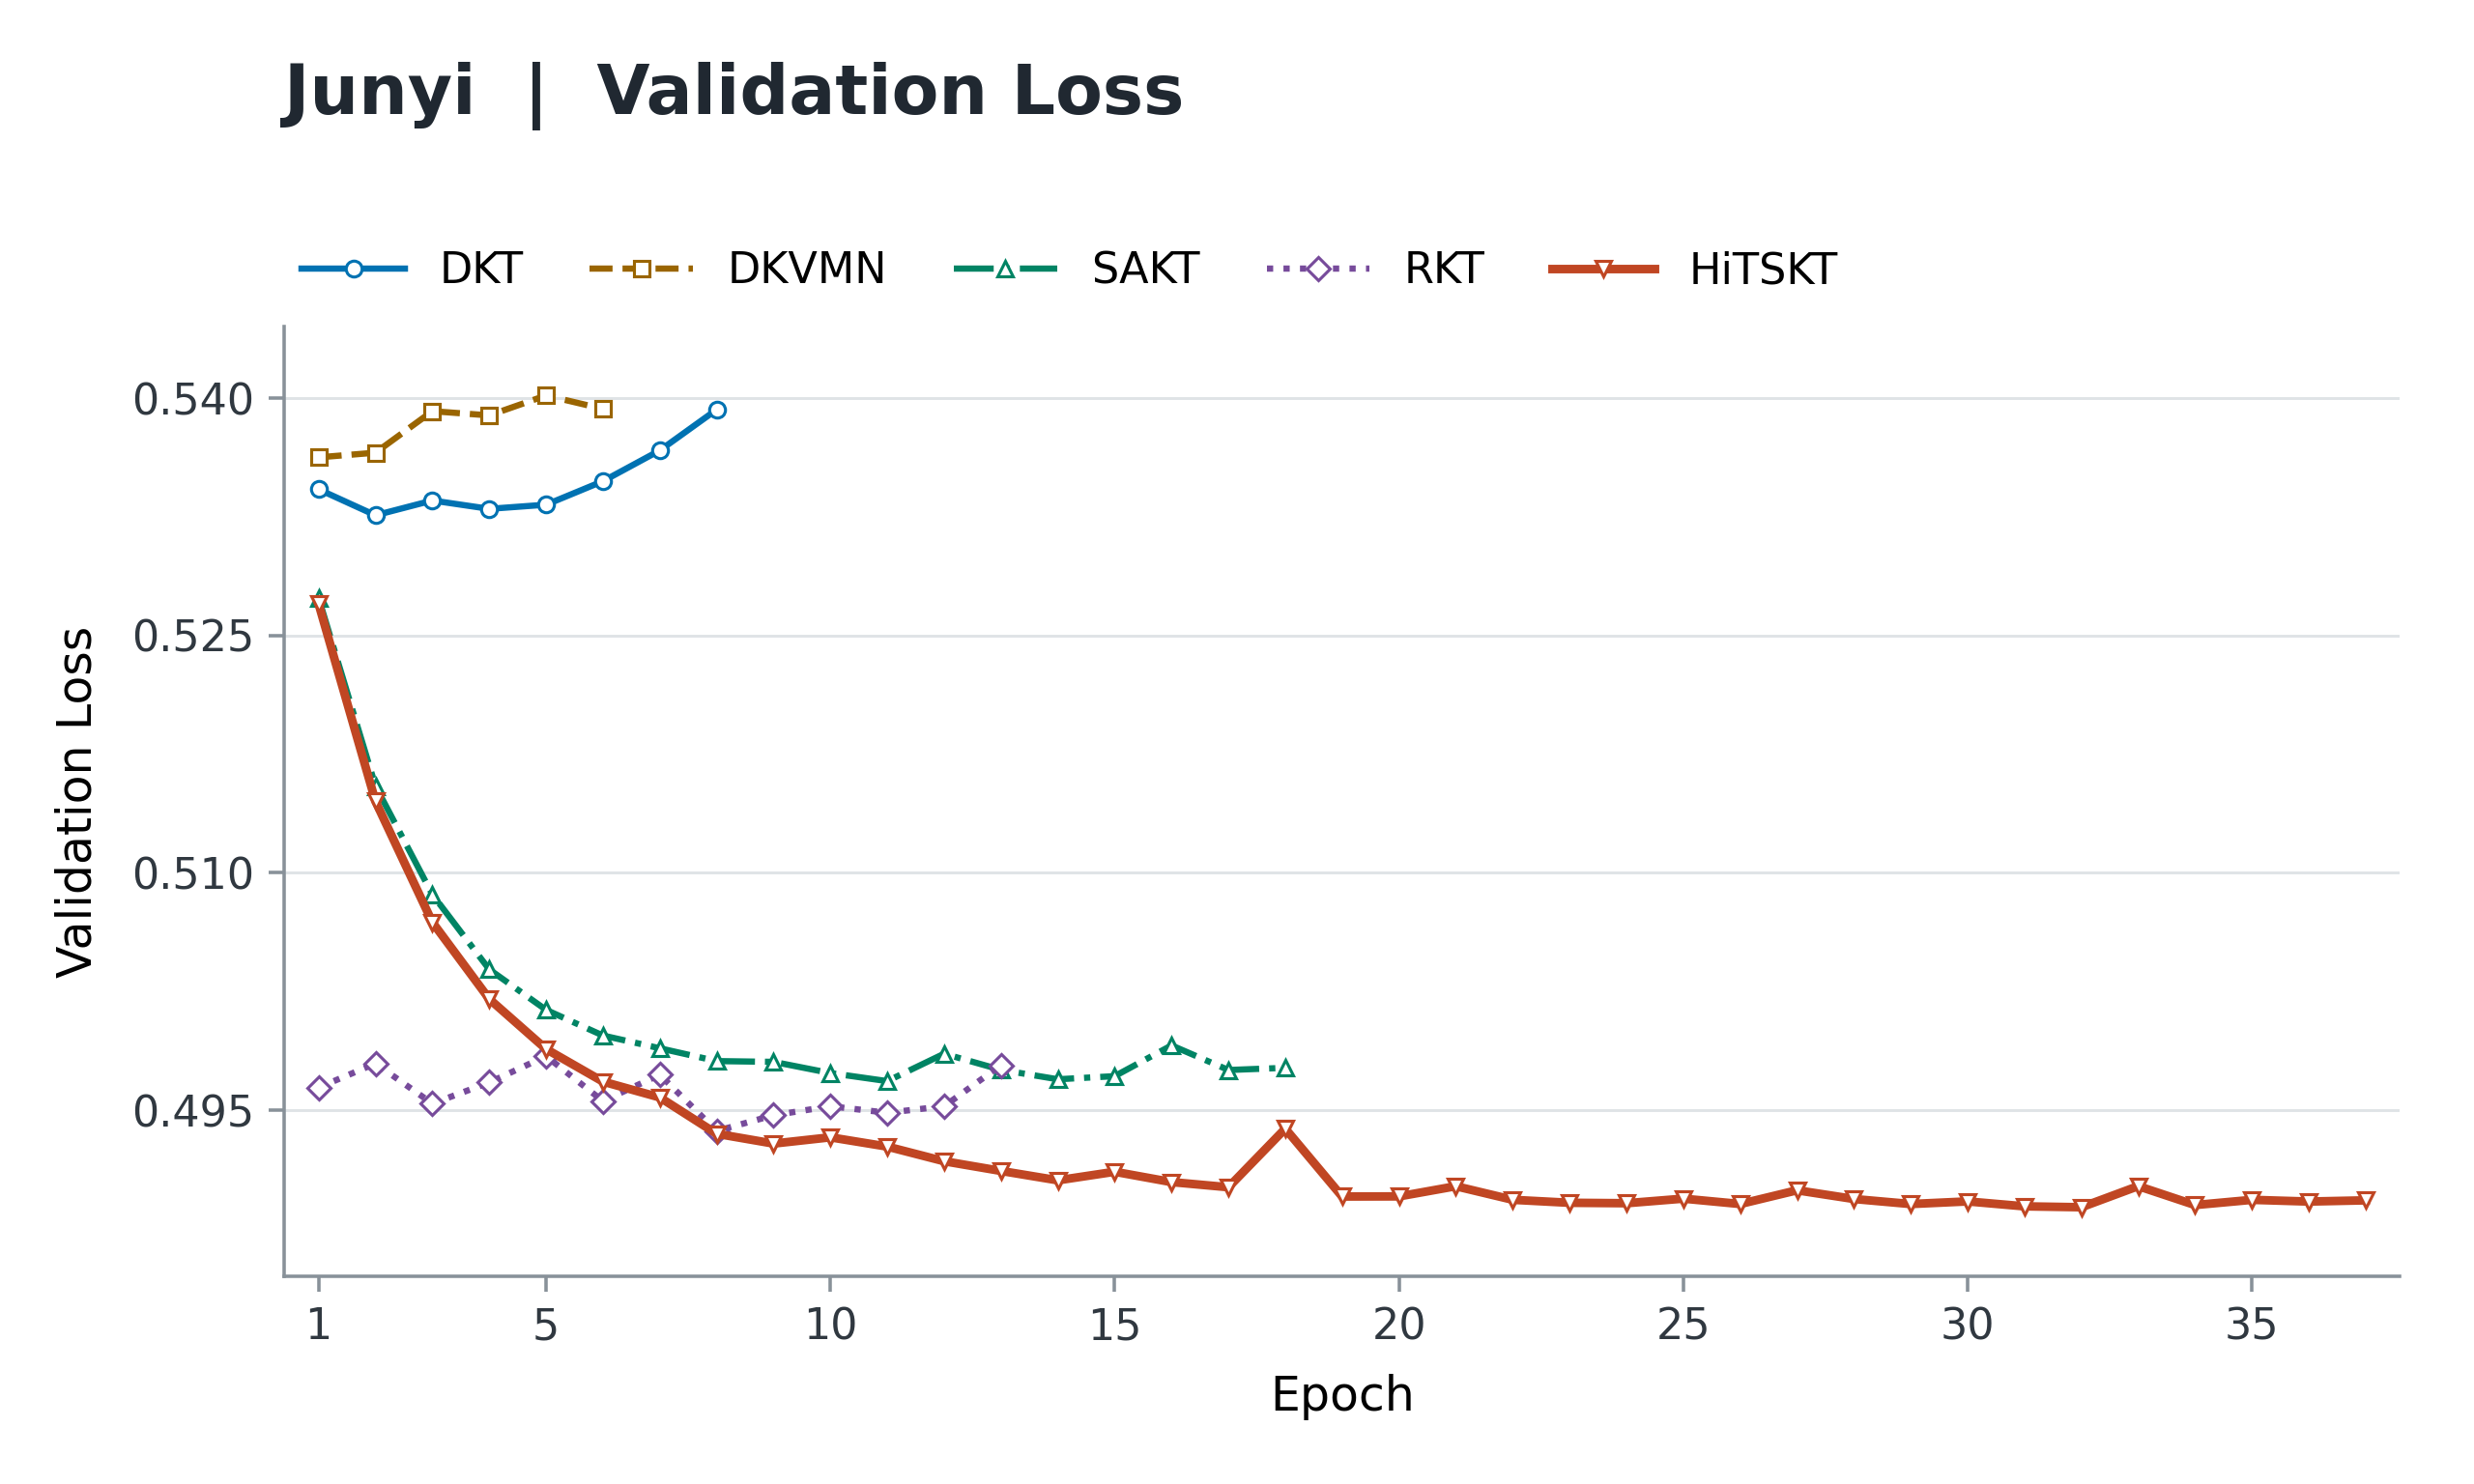 Junyi | Validation Loss
DKT DKVMN SAKT RKT HiTSKT
0.540
0.525
0.510
0.495
Validation Loss
1 5 10 15 20 25 30 35
Epoch